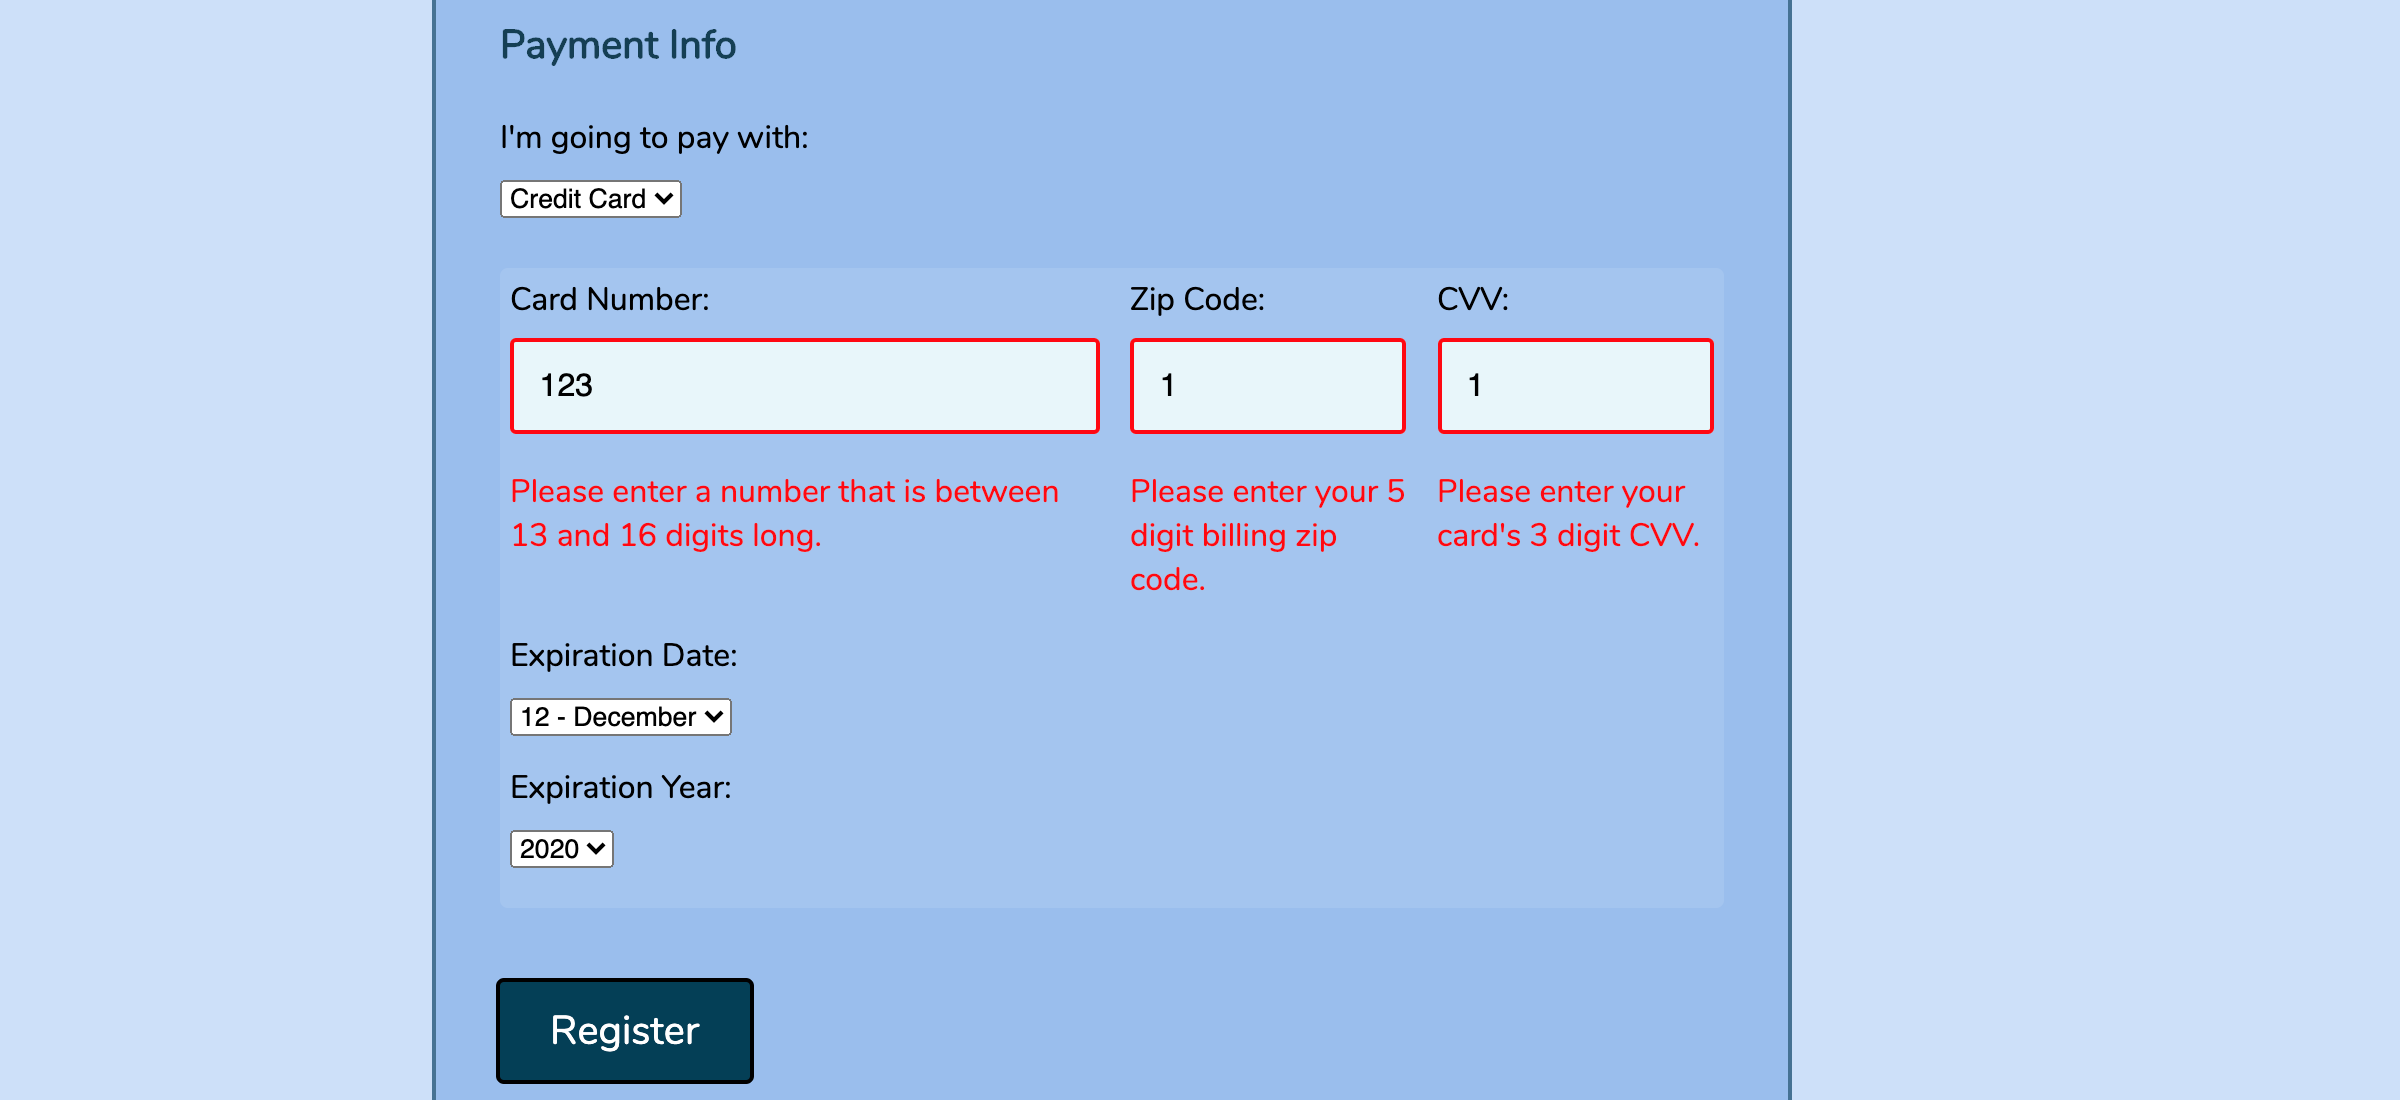 Payment Info
I'm going to pay with:
Credit Card
Card Number:
Zip Code:
CVV:
123
1
1
Please enter a number that is between
13 and 16 digits long.
Please enter your 5
digit billing zip
code.
Please enter your
card's 3 digit CVV.
Expiration Date:
12 - December
Expiration Year:
2020
Register